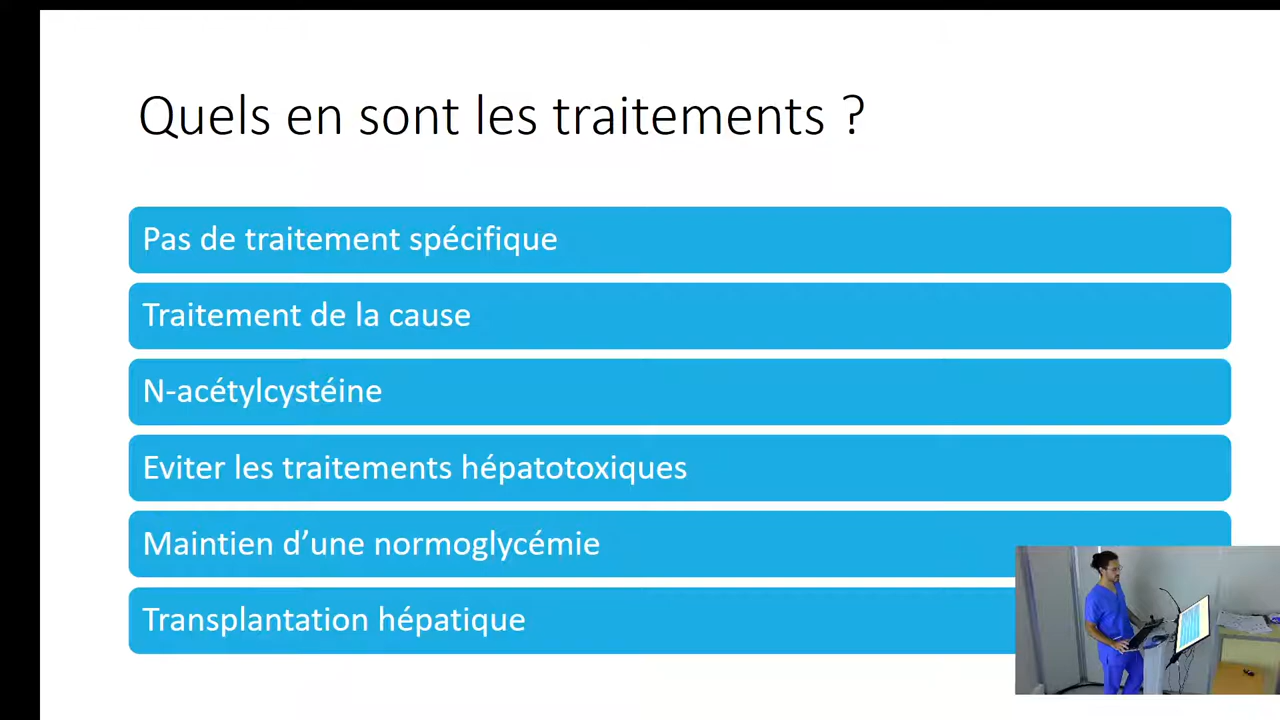 Quels en sont les traitements ?
Pas de traitement spécifique
Traitement de la cause
N-acétylcystéine
Eviter les traitements hépatotoxiques
Maintien d’une normoglycémie
Transplantation hépatique